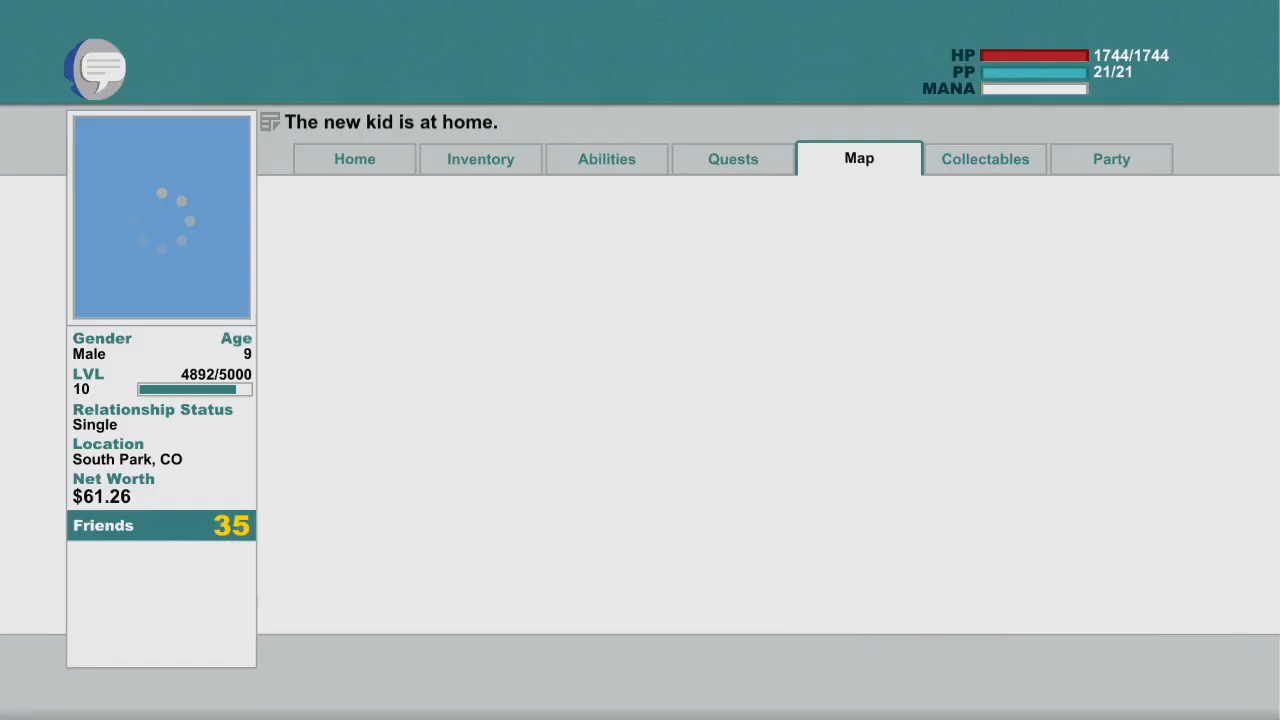 HP 1744/1744
PP 21/21
MANA
The new kid is at home.
Home Inventory Abilities Quests Map Collectables Party
Gender Age
Male 9
LVL 4892/5000
10
Relationship Status
Single
Location
South Park, CO
Net Worth
$61.26
Friends 35